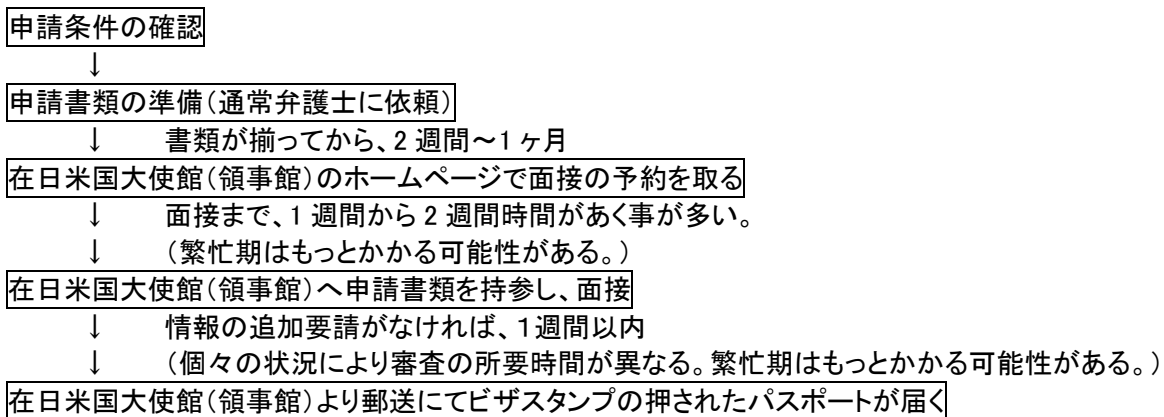 申請条件の確認
↓
申請書類の準備(通常弁護士に依頼)
↓ 書類が揃ってから、2週間~1ヶ月
在日米国大使館(領事館)のホームページで面接の予約を取る
↓ 面接まで、1週間から2週間時間があく事が多い。
↓ (繁忙期はもっとかかる可能性がある。)
在日米国大使館(領事館)へ申請書類を持参し、面接
↓ 情報の追加要請がなければ、1週間以内
↓ (個々の状況により審査の所要時間が異なる。繁忙期はもっとかかる可能性がある。)
在日米国大使館(領事館)より郵送にてビザスタンプの押されたパスポートが届く